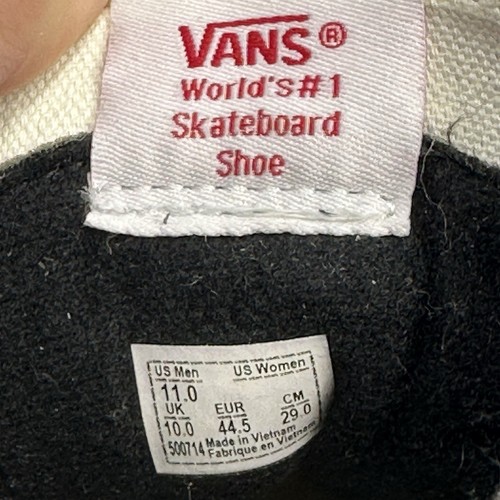 VANS®
World's #1
Skateboard
Shoe
US Men US Women
11.0
UK EUR CM
10.0 44.5 29.0
500714 Made in Vietnam
Fabrique en Vietnam